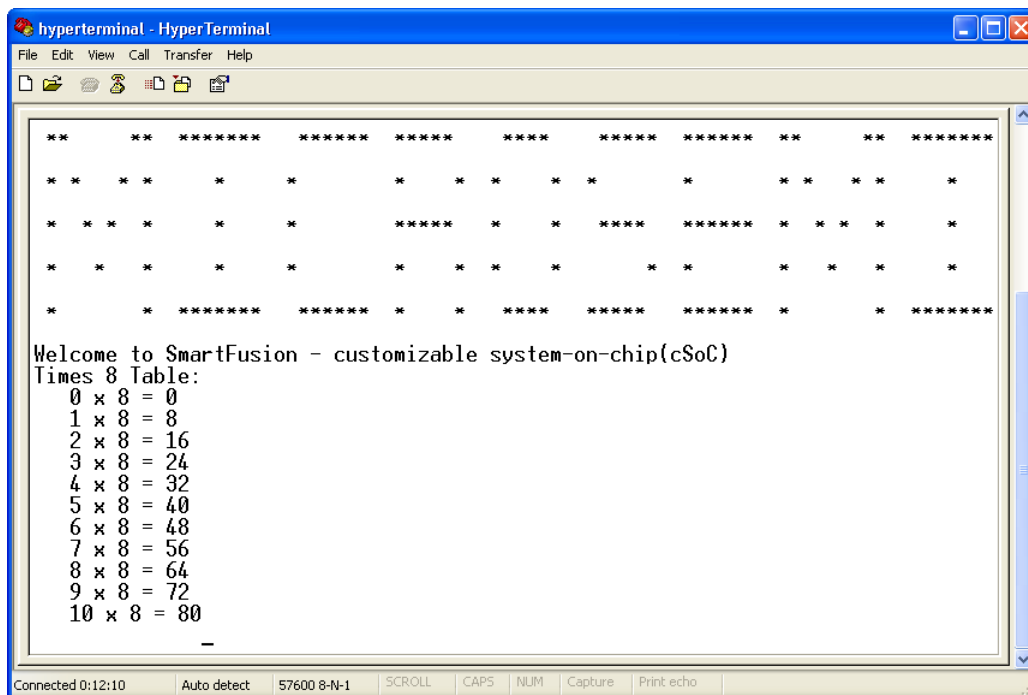 hyperterminal - HyperTerminal
File Edit View Call Transfer Help
** ** ******* ****** ***** **** ***** ****** ** ** *******
* * * * * * * * * * * * * * * * *
* * * * * * ***** * * **** ****** * * * * *
* * * * * * * * * * * * * * *
* * ******* ****** * * **** ***** ****** * * *******
Welcome to SmartFusion - customizable system-on-chip(cSoC)
Times 8 Table:
0 x 8 = 0
1 x 8 = 8
2 x 8 = 16
3 x 8 = 24
4 x 8 = 32
5 x 8 = 40
6 x 8 = 48
7 x 8 = 56
8 x 8 = 64
9 x 8 = 72
10 x 8 = 80
_
Connected 0:12:10 Auto detect 57600 8-N-1 SCROLL CAPS NUM Capture Print echo